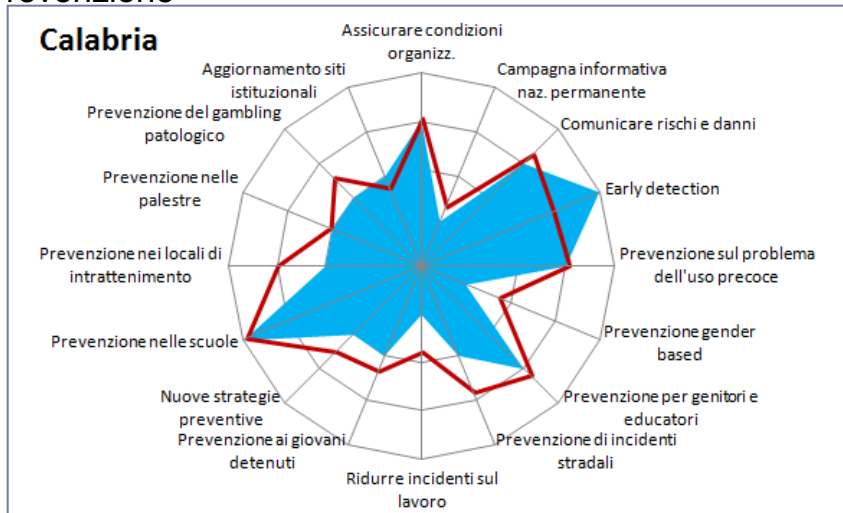 revenzione
Calabria
Assicurare condizioni
organizz.
Campagna informativa
naz. permanente
Comunicare rischi e danni
Early detection
Prevenzione sul problema
dell'uso precoce
Prevenzione gender
based
Prevenzione per genitori e
educatori
Prevenzione di incidenti
stradali
Ridurre incidenti sul
lavoro
Prevenzione ai giovani
detenuti
Nuove strategie
preventive
Prevenzione nelle scuole
Prevenzione nei locali di
intrattenimento
Prevenzione nelle
palestre
Prevenzione del gambling
patologico
Aggiornamento siti
istituzionali